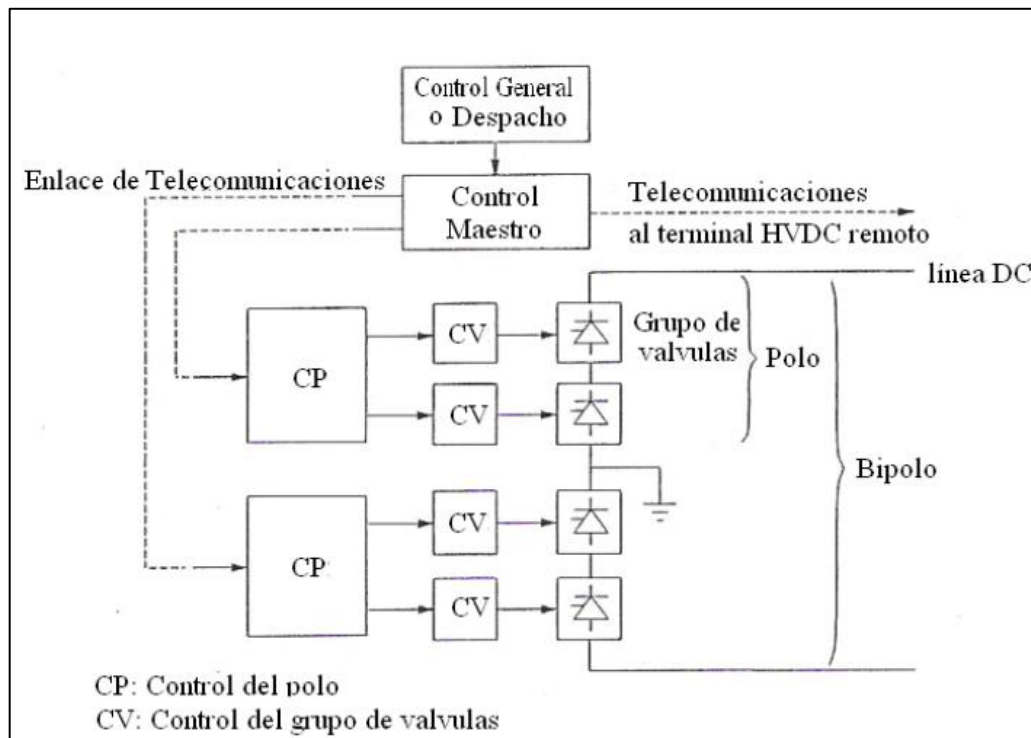 Control General
o Despacho
Enlace de Telecomunicaciones
Control
Maestro
Telecomunicaciones
al terminal HVDC remoto
línea DC
CP
CV
CV
Grupo de
valvulas
Polo
Bipolo
CP
CV
CV
CP: Control del polo
CV: Control del grupo de valvulas